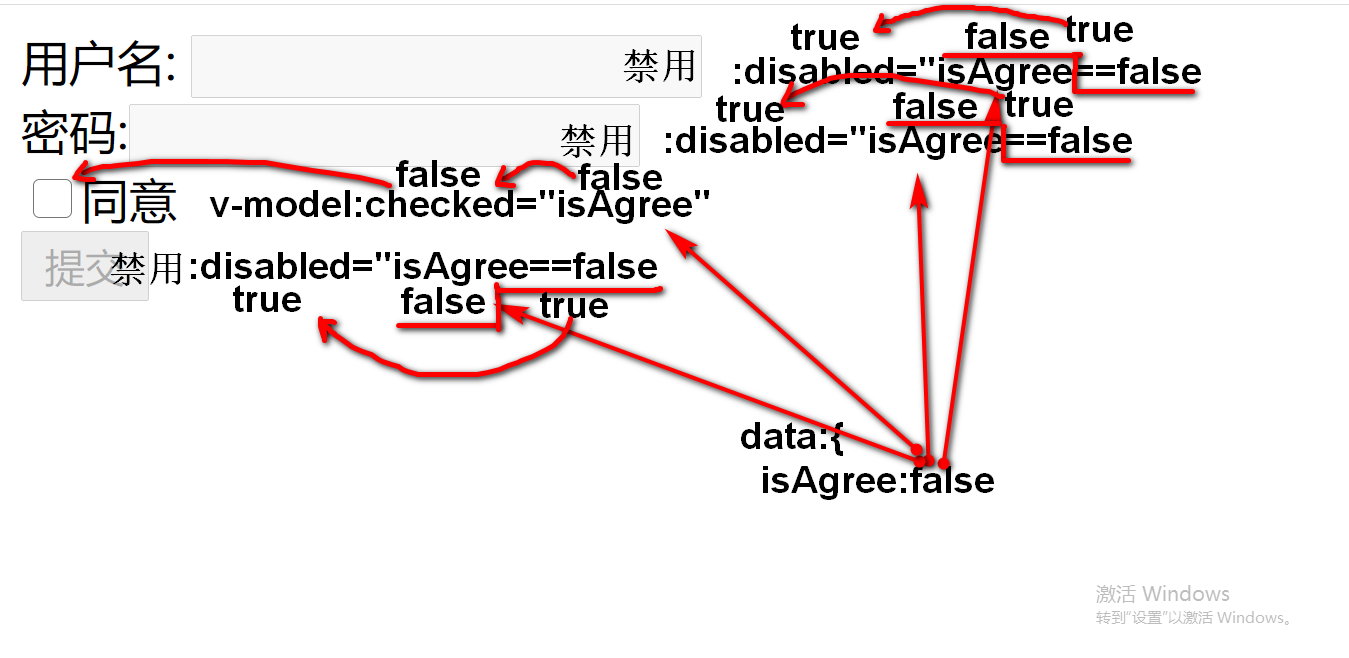 true false true
用户名: 禁用 :disabled="isAgree==false
true false true
密码: 禁用 :disabled="isAgree==false
false false
同意 v-model:checked="isAgree"
提交 禁用 :disabled="isAgree==false
true false true
data:{
isAgree:false
激活 Windows
转到"设置"以激活 Windows。